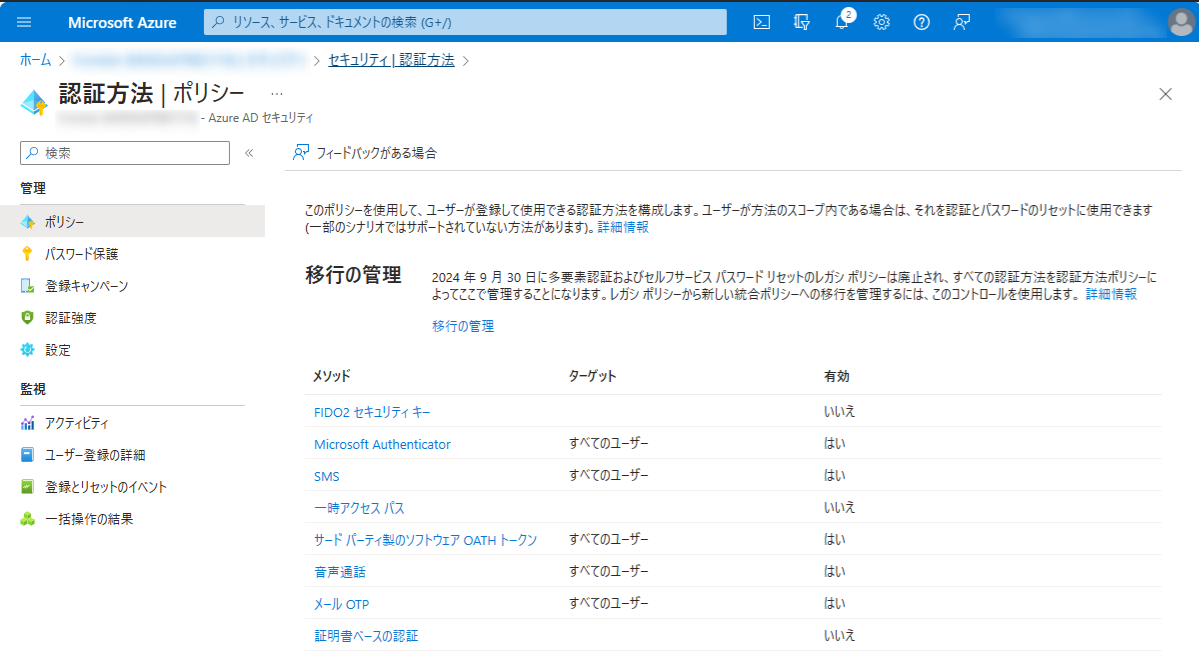 Microsoft Azure
リソース、サービス、ドキュメントの検索 (G+/)
2
ホーム
セキュリティ | 認証方法
認証方法 | ポリシー
- Azure AD セキュリティ
検索
フィードバックがある場合
管理
ポリシー
パスワード保護
登録キャンペーン
認証強度
設定
監視
アクティビティ
ユーザー登録の詳細
登録とリセットのイベント
一括操作の結果
このポリシーを使用して、ユーザーが登録して使用できる認証方法を構成します。ユーザーが方法のスコープ内である場合は、それを認証とパスワードのリセットに使用できます
(一部のシナリオではサポートされていない方法があります)。詳細情報
移行の管理
2024 年 9 月 30 日に多要素認証およびセルフサービス パスワード リセットのレガシ ポリシーは廃止され、すべての認証方法を認証方法ポリシーに
よってここで管理することになります。レガシ ポリシーから新しい統合ポリシーへの移行を管理するには、このコントロールを使用します。 詳細情報
移行の管理
メソッド ターゲット 有効
FIDO2 セキュリティ キー いいえ
Microsoft Authenticator すべてのユーザー はい
SMS すべてのユーザー はい
一時アクセス パス いいえ
サード パーティ製のソフトウェア OATH トークン すべてのユーザー はい
音声通話 すべてのユーザー はい
メール OTP すべてのユーザー はい
証明書ベースの認証 いいえ